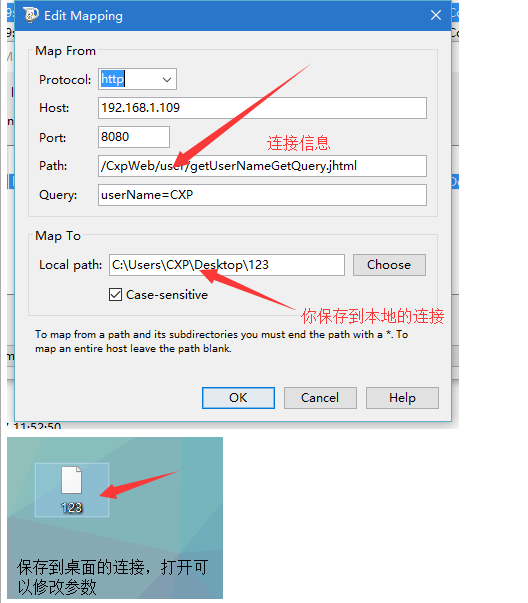 Edit Mapping
Map From
Protocol: http
Host: 192.168.1.109
Port: 8080
连接信息
Path: /CxpWeb/user/getUserNameGetQuery.jhtml
Query: userName=CXP
Map To
Local path: C:\Users\CXP\Desktop\123 Choose
Case-sensitive
你保存到本地的连接
To map from a path and its subdirectories you must end the path with a *. To
map an entire host leave the path blank.
OK Cancel Help
11:52:50
123
保存到桌面的连接，打开可
以修改参数